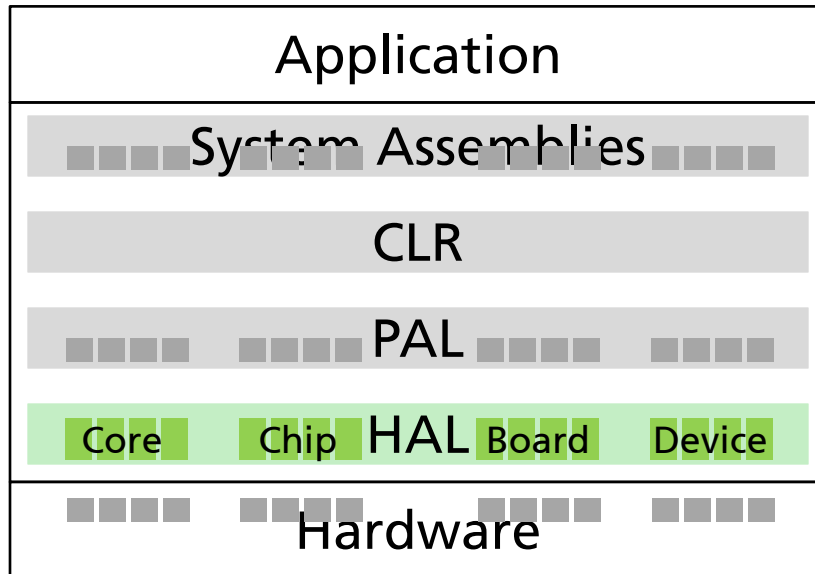 Application
System Assemblies
CLR
PAL
Core Chip HAL Board Device
Hardware